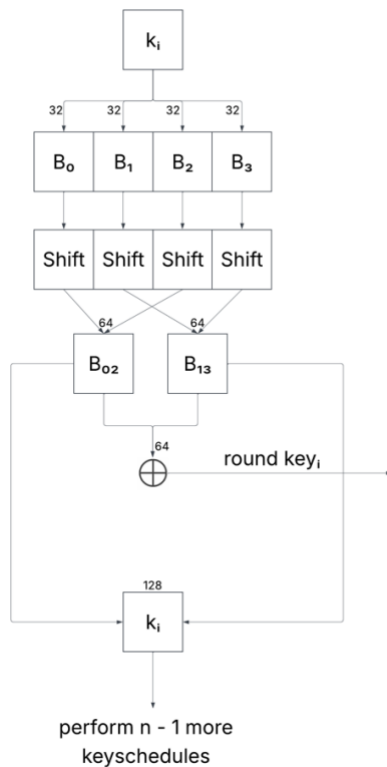 kᵢ
32 32 32 32
B₀ B₁ B₂ B₃
Shift Shift Shift Shift
64 64
B₀₂ B₁₃
64
round keyᵢ
128
kᵢ
perform n - 1 more
keyschedules